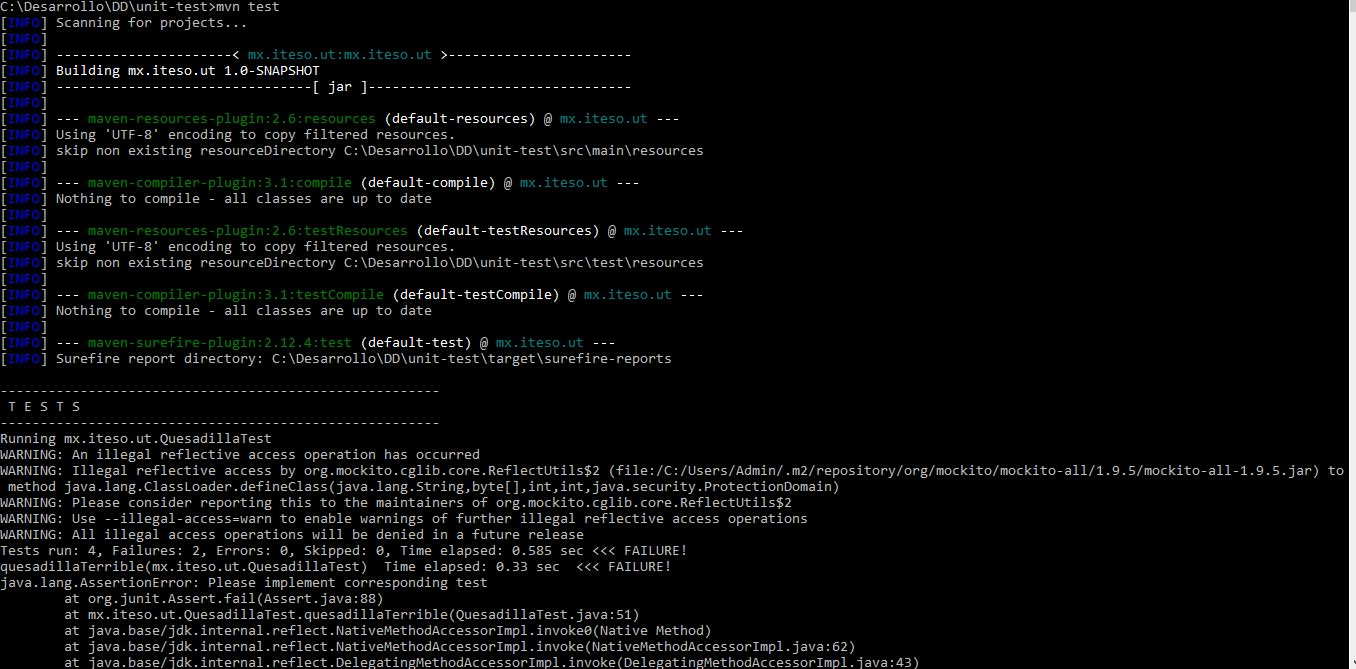 C:\Desarrollo\DD\unit-test>mvn test
[INFO] Scanning for projects...
[INFO]
[INFO] ----------------------< mx.iteso.ut:mx.iteso.ut >-----------------------
[INFO] Building mx.iteso.ut 1.0-SNAPSHOT
[INFO] --------------------------------[ jar ]---------------------------------
[INFO]
[INFO] --- maven-resources-plugin:2.6:resources (default-resources) @ mx.iteso.ut ---
[INFO] Using 'UTF-8' encoding to copy filtered resources.
[INFO] skip non existing resourceDirectory C:\Desarrollo\DD\unit-test\src\main\resources
[INFO]
[INFO] --- maven-compiler-plugin:3.1:compile (default-compile) @ mx.iteso.ut ---
[INFO] Nothing to compile - all classes are up to date
[INFO]
[INFO] --- maven-resources-plugin:2.6:testResources (default-testResources) @ mx.iteso.ut ---
[INFO] Using 'UTF-8' encoding to copy filtered resources.
[INFO] skip non existing resourceDirectory C:\Desarrollo\DD\unit-test\src\test\resources
[INFO]
[INFO] --- maven-compiler-plugin:3.1:testCompile (default-testCompile) @ mx.iteso.ut ---
[INFO] Nothing to compile - all classes are up to date
[INFO]
[INFO] --- maven-surefire-plugin:2.12.4:test (default-test) @ mx.iteso.ut ---
[INFO] Surefire report directory: C:\Desarrollo\DD\unit-test\target\surefire-reports
-------------------------------------------------------
T E S T S
-------------------------------------------------------
Running mx.iteso.ut.QuesadillaTest
WARNING: An illegal reflective access operation has occurred
WARNING: Illegal reflective access by org.mockito.cglib.core.ReflectUtils$2 (file:/C:/Users/Admin/.m2/repository/org/mockito/mockito-all/1.9.5/mockito-all-1.9.5.jar) to
method java.lang.ClassLoader.defineClass(java.lang.String,byte[],int,int,java.security.ProtectionDomain)
WARNING: Please consider reporting this to the maintainers of org.mockito.cglib.core.ReflectUtils$2
WARNING: Use --illegal-access=warn to enable warnings of further illegal reflective access operations
WARNING: All illegal access operations will be denied in a future release
Tests run: 4, Failures: 2, Errors: 0, Skipped: 0, Time elapsed: 0.585 sec <<< FAILURE!
quesadillaTerrible(mx.iteso.ut.QuesadillaTest)  Time elapsed: 0.33 sec  <<< FAILURE!
java.lang.AssertionError: Please implement corresponding test
at org.junit.Assert.fail(Assert.java:88)
at mx.iteso.ut.QuesadillaTest.quesadillaTerrible(QuesadillaTest.java:51)
at java.base/jdk.internal.reflect.NativeMethodAccessorImpl.invoke0(Native Method)
at java.base/jdk.internal.reflect.NativeMethodAccessorImpl.invoke(NativeMethodAccessorImpl.java:62)
at java.base/jdk.internal.reflect.DelegatingMethodAccessorImpl.invoke(DelegatingMethodAccessorImpl.java:43)